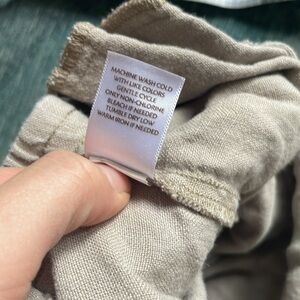 MACHINE WASH COLD
WITH LIKE COLORS
GENTLE CYCLE
ONLY NON-CHLORINE
BLEACH IF NEEDED
TUMBLE DRY LOW
WARM IRON IF NEEDED